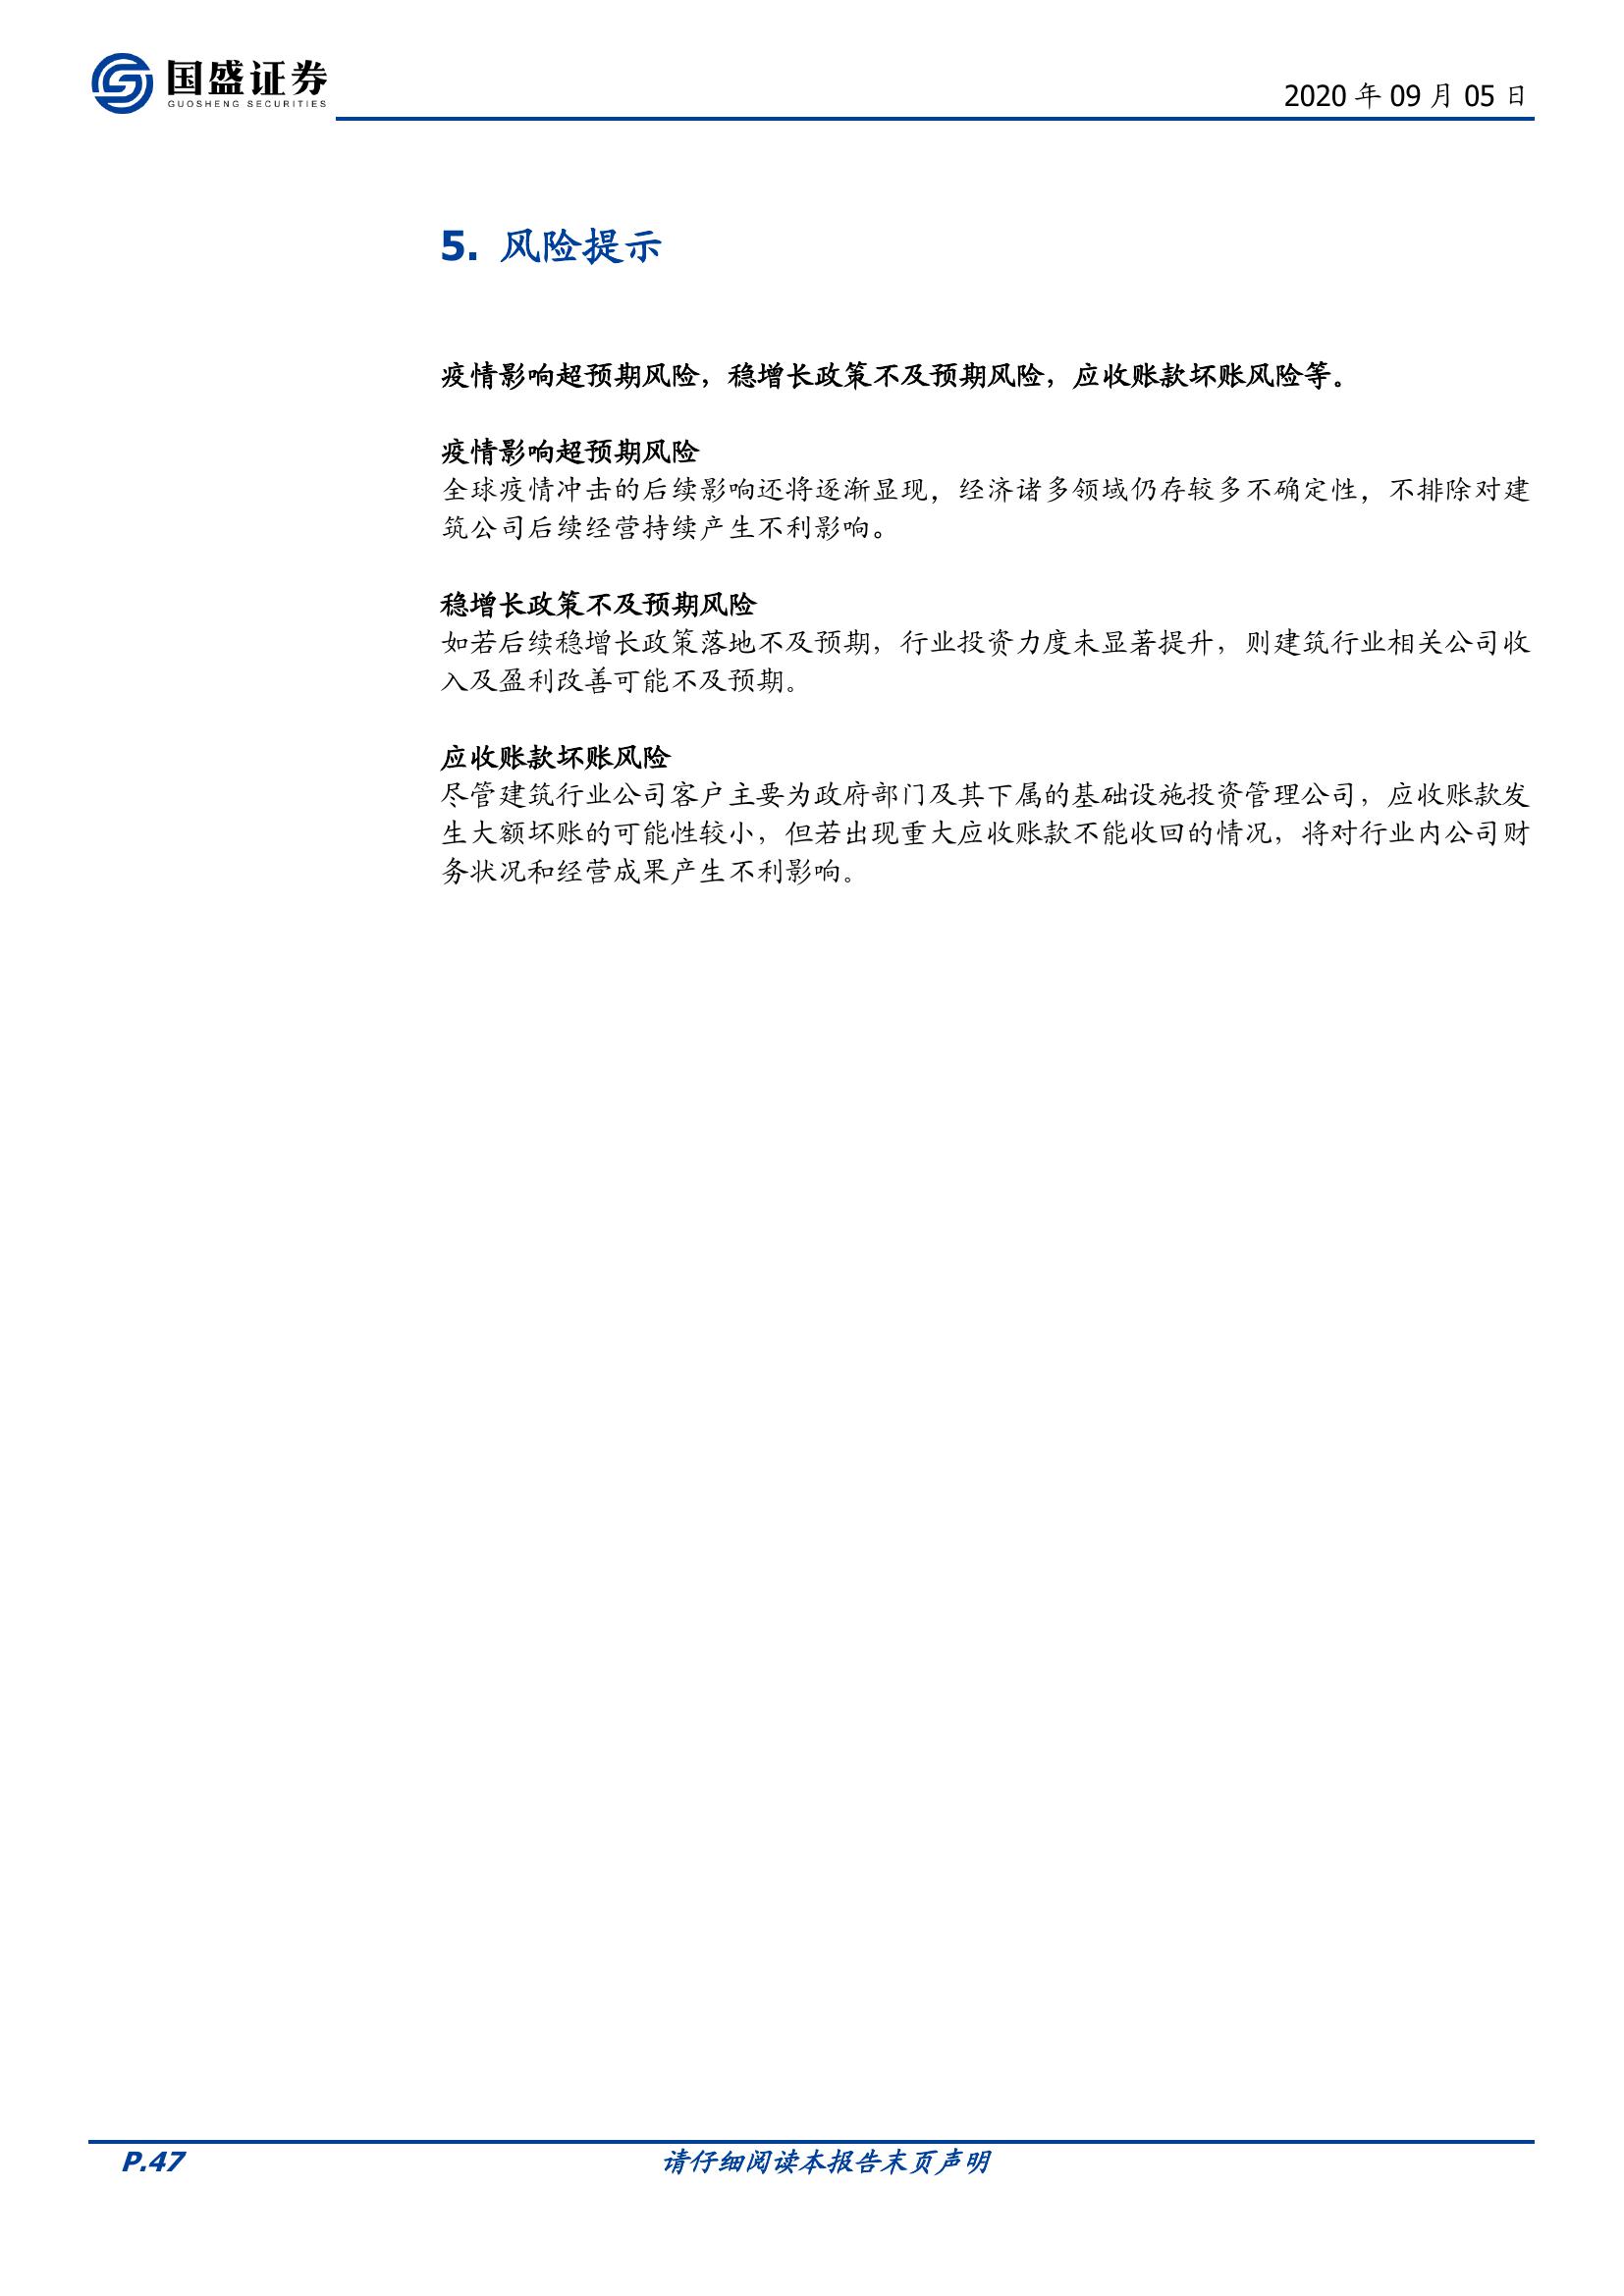 国盛证券
GUOSHENG SECURITIES
2020 年 09 月 05 日
5. 风险提示
疫情影响超预期风险，稳增长政策不及预期风险，应收账款坏账风险等。
疫情影响超预期风险
全球疫情冲击的后续影响还将逐渐显现，经济诸多领域仍存较多不确定性，不排除对建
筑公司后续经营持续产生不利影响。
稳增长政策不及预期风险
如若后续稳增长政策落地不及预期，行业投资力度未显著提升，则建筑行业相关公司收
入及盈利改善可能不及预期。
应收账款坏账风险
尽管建筑行业公司客户主要为政府部门及其下属的基础设施投资管理公司，应收账款发
生大额坏账的可能性较小，但若出现重大应收账款不能收回的情况，将对行业内公司财
务状况和经营成果产生不利影响。
P.47
请仔细阅读本报告末页声明